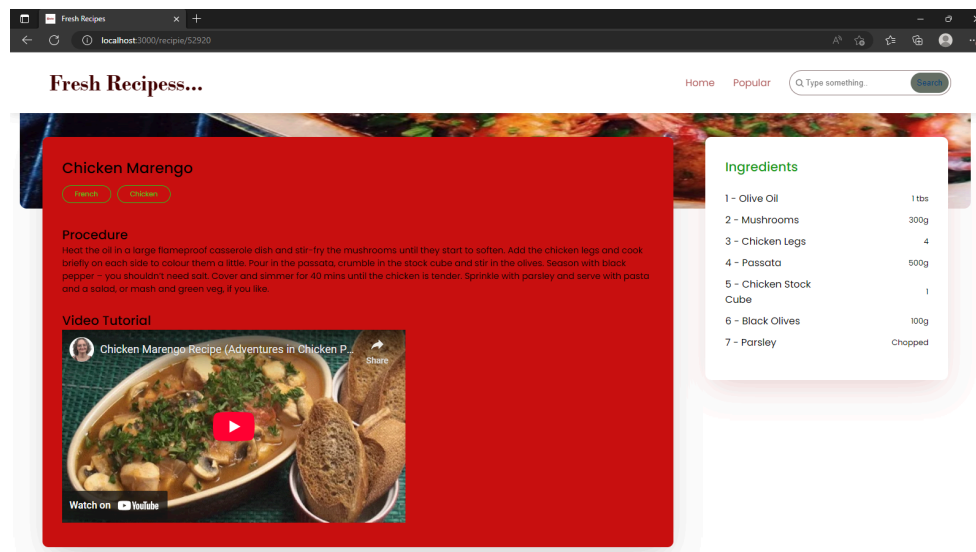 Fresh Recipes
localhost:3000/recipie/52920
Fresh Recipess...
Home
Popular
Type something..
Search
Chicken Marengo
French
Chicken
Procedure
Heat the oil in a large flameproof casserole dish and stir-fry the mushrooms until they start to soften. Add the chicken legs and cook
briefly on each side to colour them a little. Pour in the passata, crumble in the stock cube and stir in the olives. Season with black
pepper – you shouldn't need salt. Cover and simmer for 40 mins until the chicken is tender. Sprinkle with parsley and serve with pasta
and a salad, or mash and green veg, if you like.
Video Tutorial
Chicken Marengo Recipe (Adventures in Chicken P...
Share
Watch on YouTube
Ingredients
1 - Olive Oil 1 tbs
2 - Mushrooms 300g
3 - Chicken Legs 4
4 - Passata 500g
5 - Chicken Stock
Cube 1
6 - Black Olives 100g
7 - Parsley Chopped